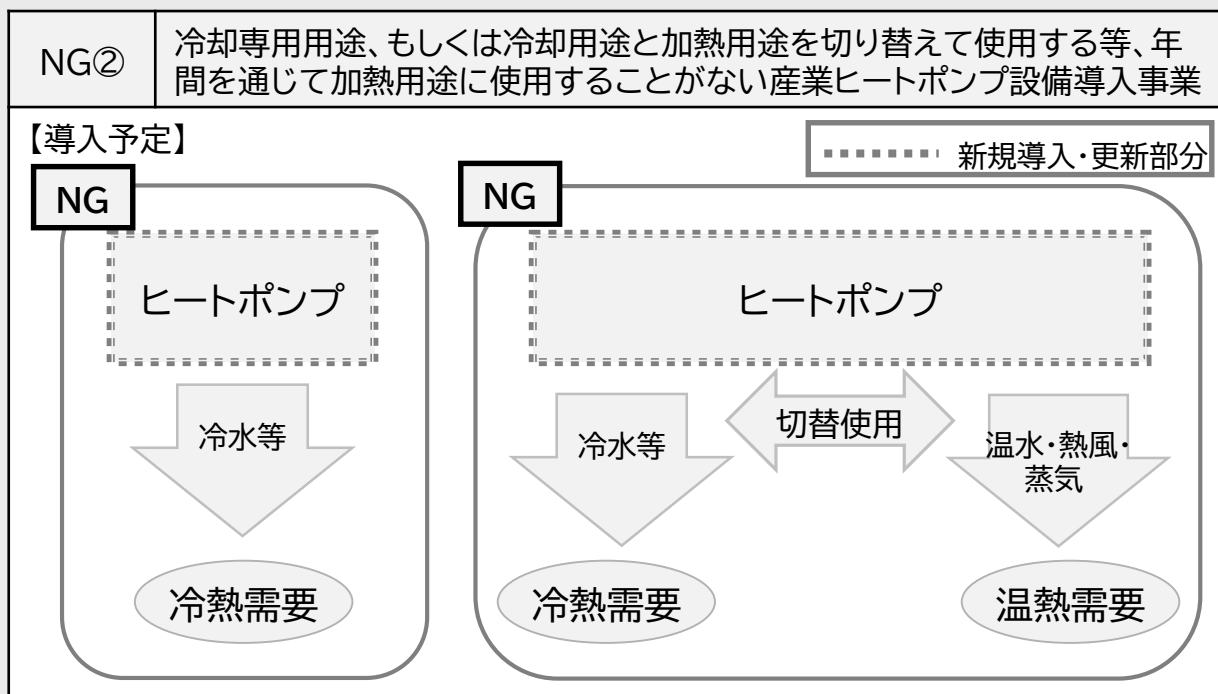 NG②
冷却専用用途、もしくは冷却用途と加熱用途を切り替えて使用する等、年
間を通じて加熱用途に使用することがない産業ヒートポンプ設備導入事業
【導入予定】
新規導入・更新部分
NG
ヒートポンプ
冷水等
冷熱需要
NG
ヒートポンプ
冷水等
切替使用
温水・熱風・
蒸気
冷熱需要
温熱需要